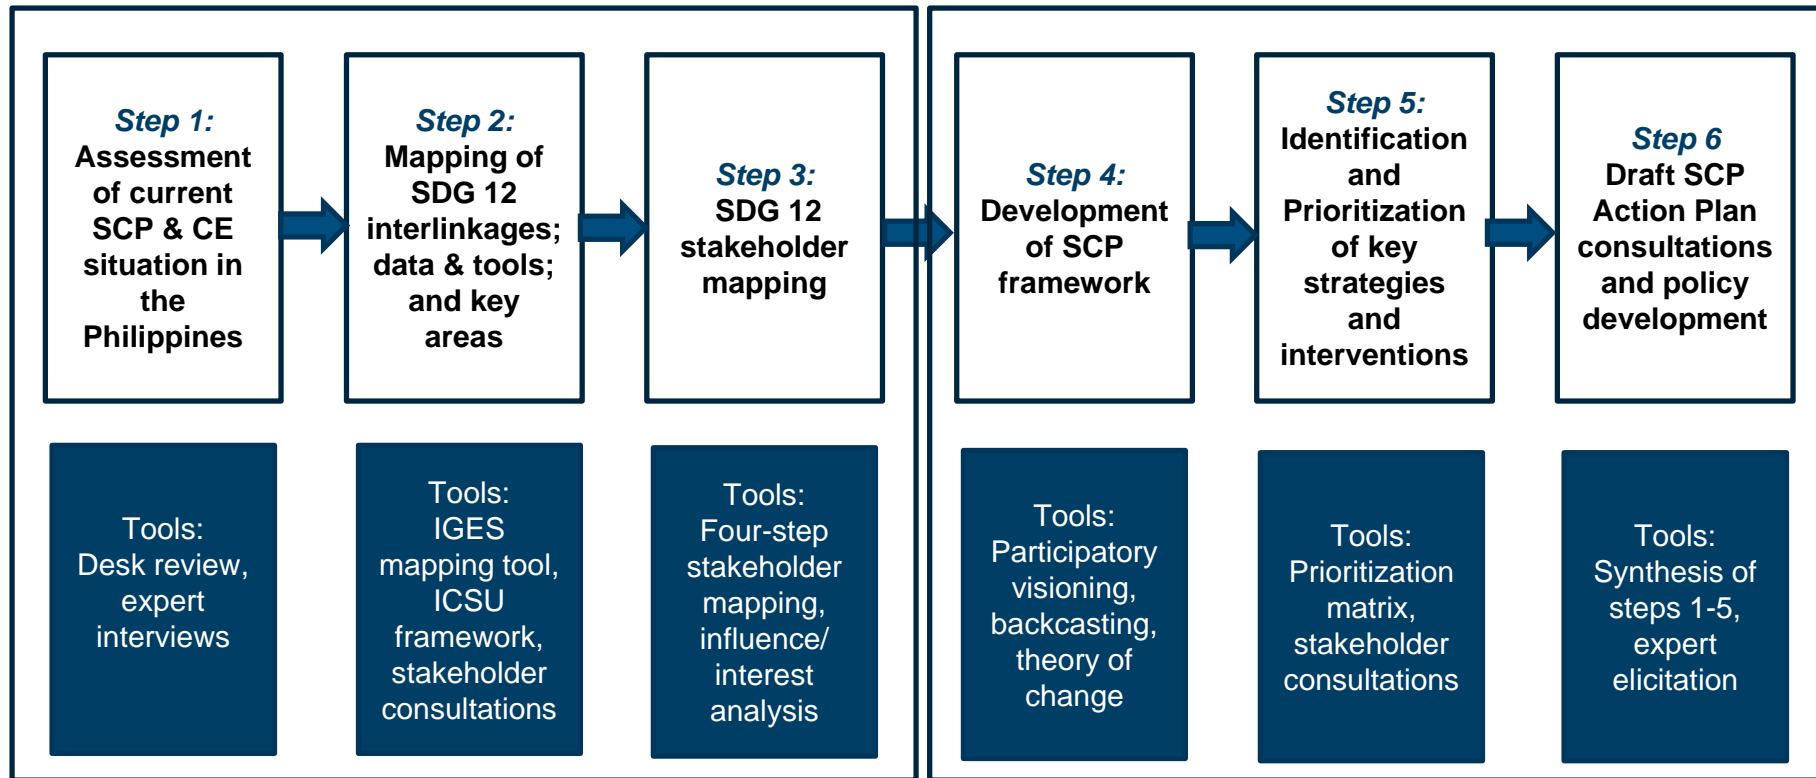 Step 1:
Assessment
of current
SCP & CE
situation in
the
Philippines
Step 2:
Mapping of
SDG 12
interlinkages;
data & tools;
and key
areas
Step 3:
SDG 12
stakeholder
mapping
Step 4:
Development
of SCP
framework
Step 5:
Identification
and
Prioritization
of key
strategies
and
interventions
Step 6
Draft SCP
Action Plan
consultations
and policy
development
Tools:
Desk review,
expert
interviews
Tools:
IGES
mapping tool,
ICSU
framework,
stakeholder
consultations
Tools:
Four-step
stakeholder
mapping,
influence/
interest
analysis
Tools:
Participatory
visioning,
backcasting,
theory of
change
Tools:
Prioritization
matrix,
stakeholder
consultations
Tools:
Synthesis of
steps 1-5,
expert
elicitation